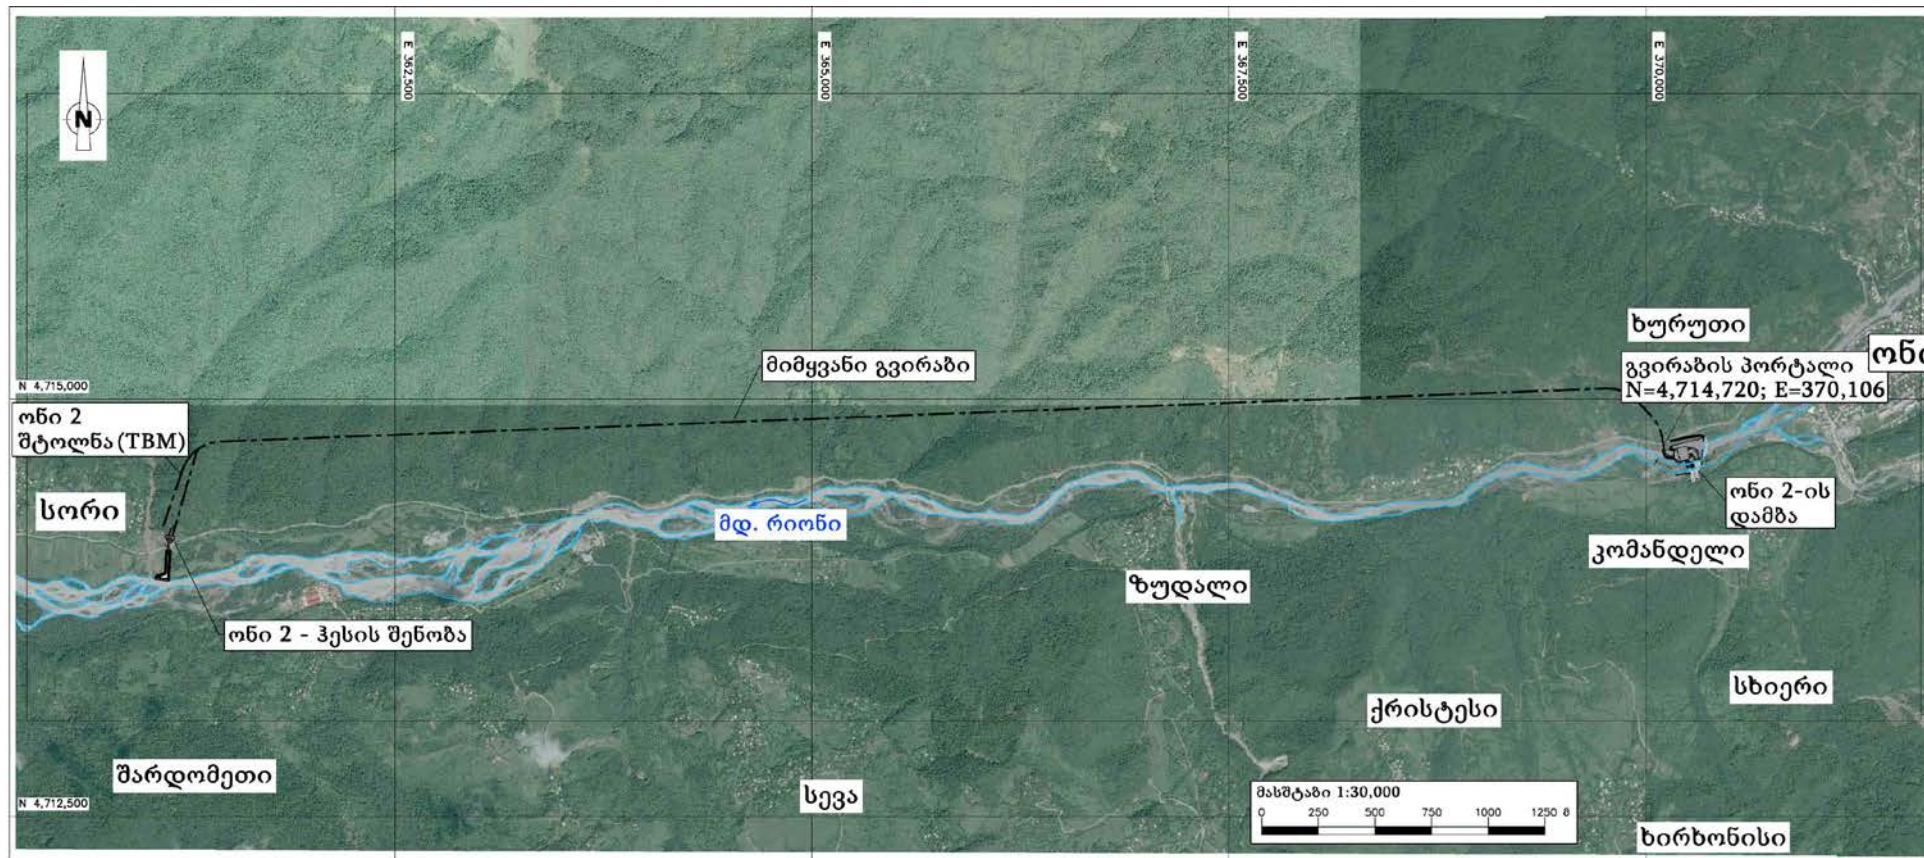 E 362,500
E 365,000
E 367,500
E 370,000
N
ხურუთი
მიმყვანი გვირაბი
გვირაბის პორტალი
N=4,714,720; E=370,106
ონი
N 4,715,000
ონი 2
შტოლნა (TBM)
სორი
მდ. რიონი
ონი 2-ის
დამბა
კომანდელი
ზუდალი
ონი 2 - ჰესის შენობა
სხიერი
ქრისტესი
შარდომეთი
სევა
N 4,712,500
მასშტაბი 1:30,000
0 250 500 750 1000 1250 მ
ხირხონისი